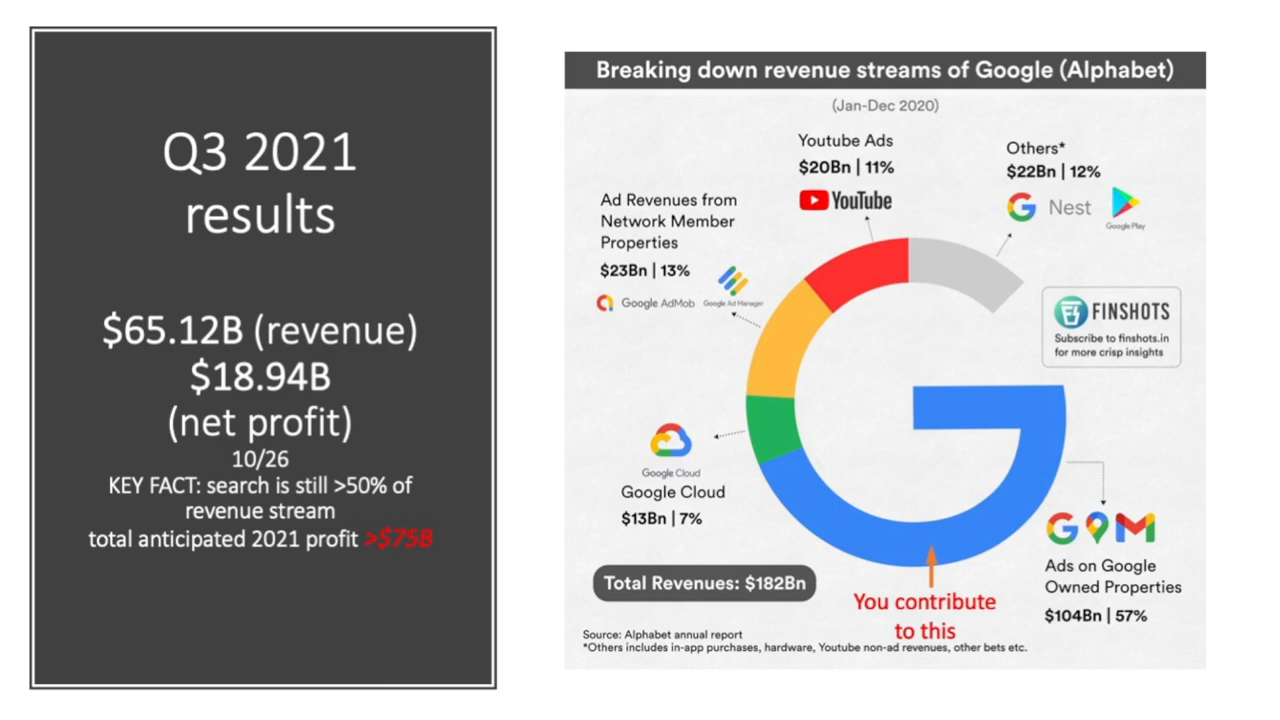 Q3 2021
results
$65.12B (revenue)
$18.94B
(net profit)
10/26
KEY FACT: search is still >50% of
revenue stream
total anticipated 2021 profit >$75B
Breaking down revenue streams of Google (Alphabet)
(Jan-Dec 2020)
Youtube Ads
$20Bn | 11%
YouTube
Others*
$22Bn | 12%
G Nest
Google Play
Ad Revenues from
Network Member
Properties
$23Bn | 13%
Google AdMob
Google Ad Manager
FINSHOTS
Subscribe to finshots.in
for more crisp insights
Google Cloud
Google Cloud
$13Bn | 7%
G M
Ads on Google
Owned Properties
$104Bn | 57%
Total Revenues: $182Bn
You contribute
to this
Source: Alphabet annual report
*Others includes in-app purchases, hardware, Youtube non-ad revenues, other bets etc.